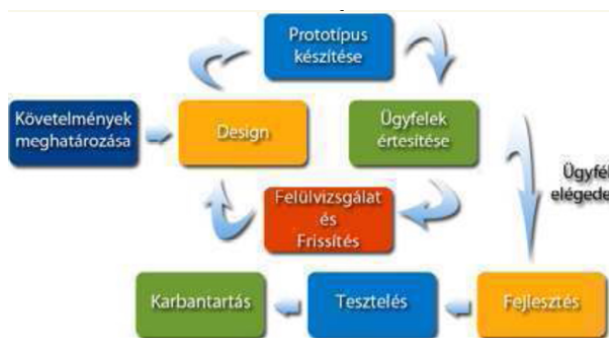 Prototípus
készítése
Követelmények
meghatározása
Design
Ügyfelek
értesítése
Felülvizsgálat
és
Frissítés
Karbantartás
Tesztelés
Fejlesztés